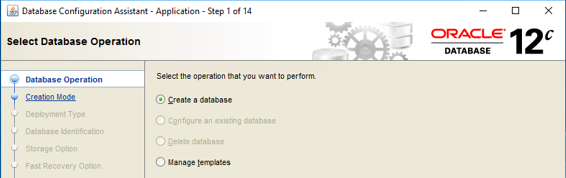 Database Configuration Assistant - Application - Step 1 of 14
Select Database Operation
ORACLE
DATABASE 12c
Database Operation
Creation Mode
Deployment Type
Database Identification
Storage Option
Fast Recovery Option
Select the operation that you want to perform.
Create a database
Configure an existing database
Delete database
Manage templates